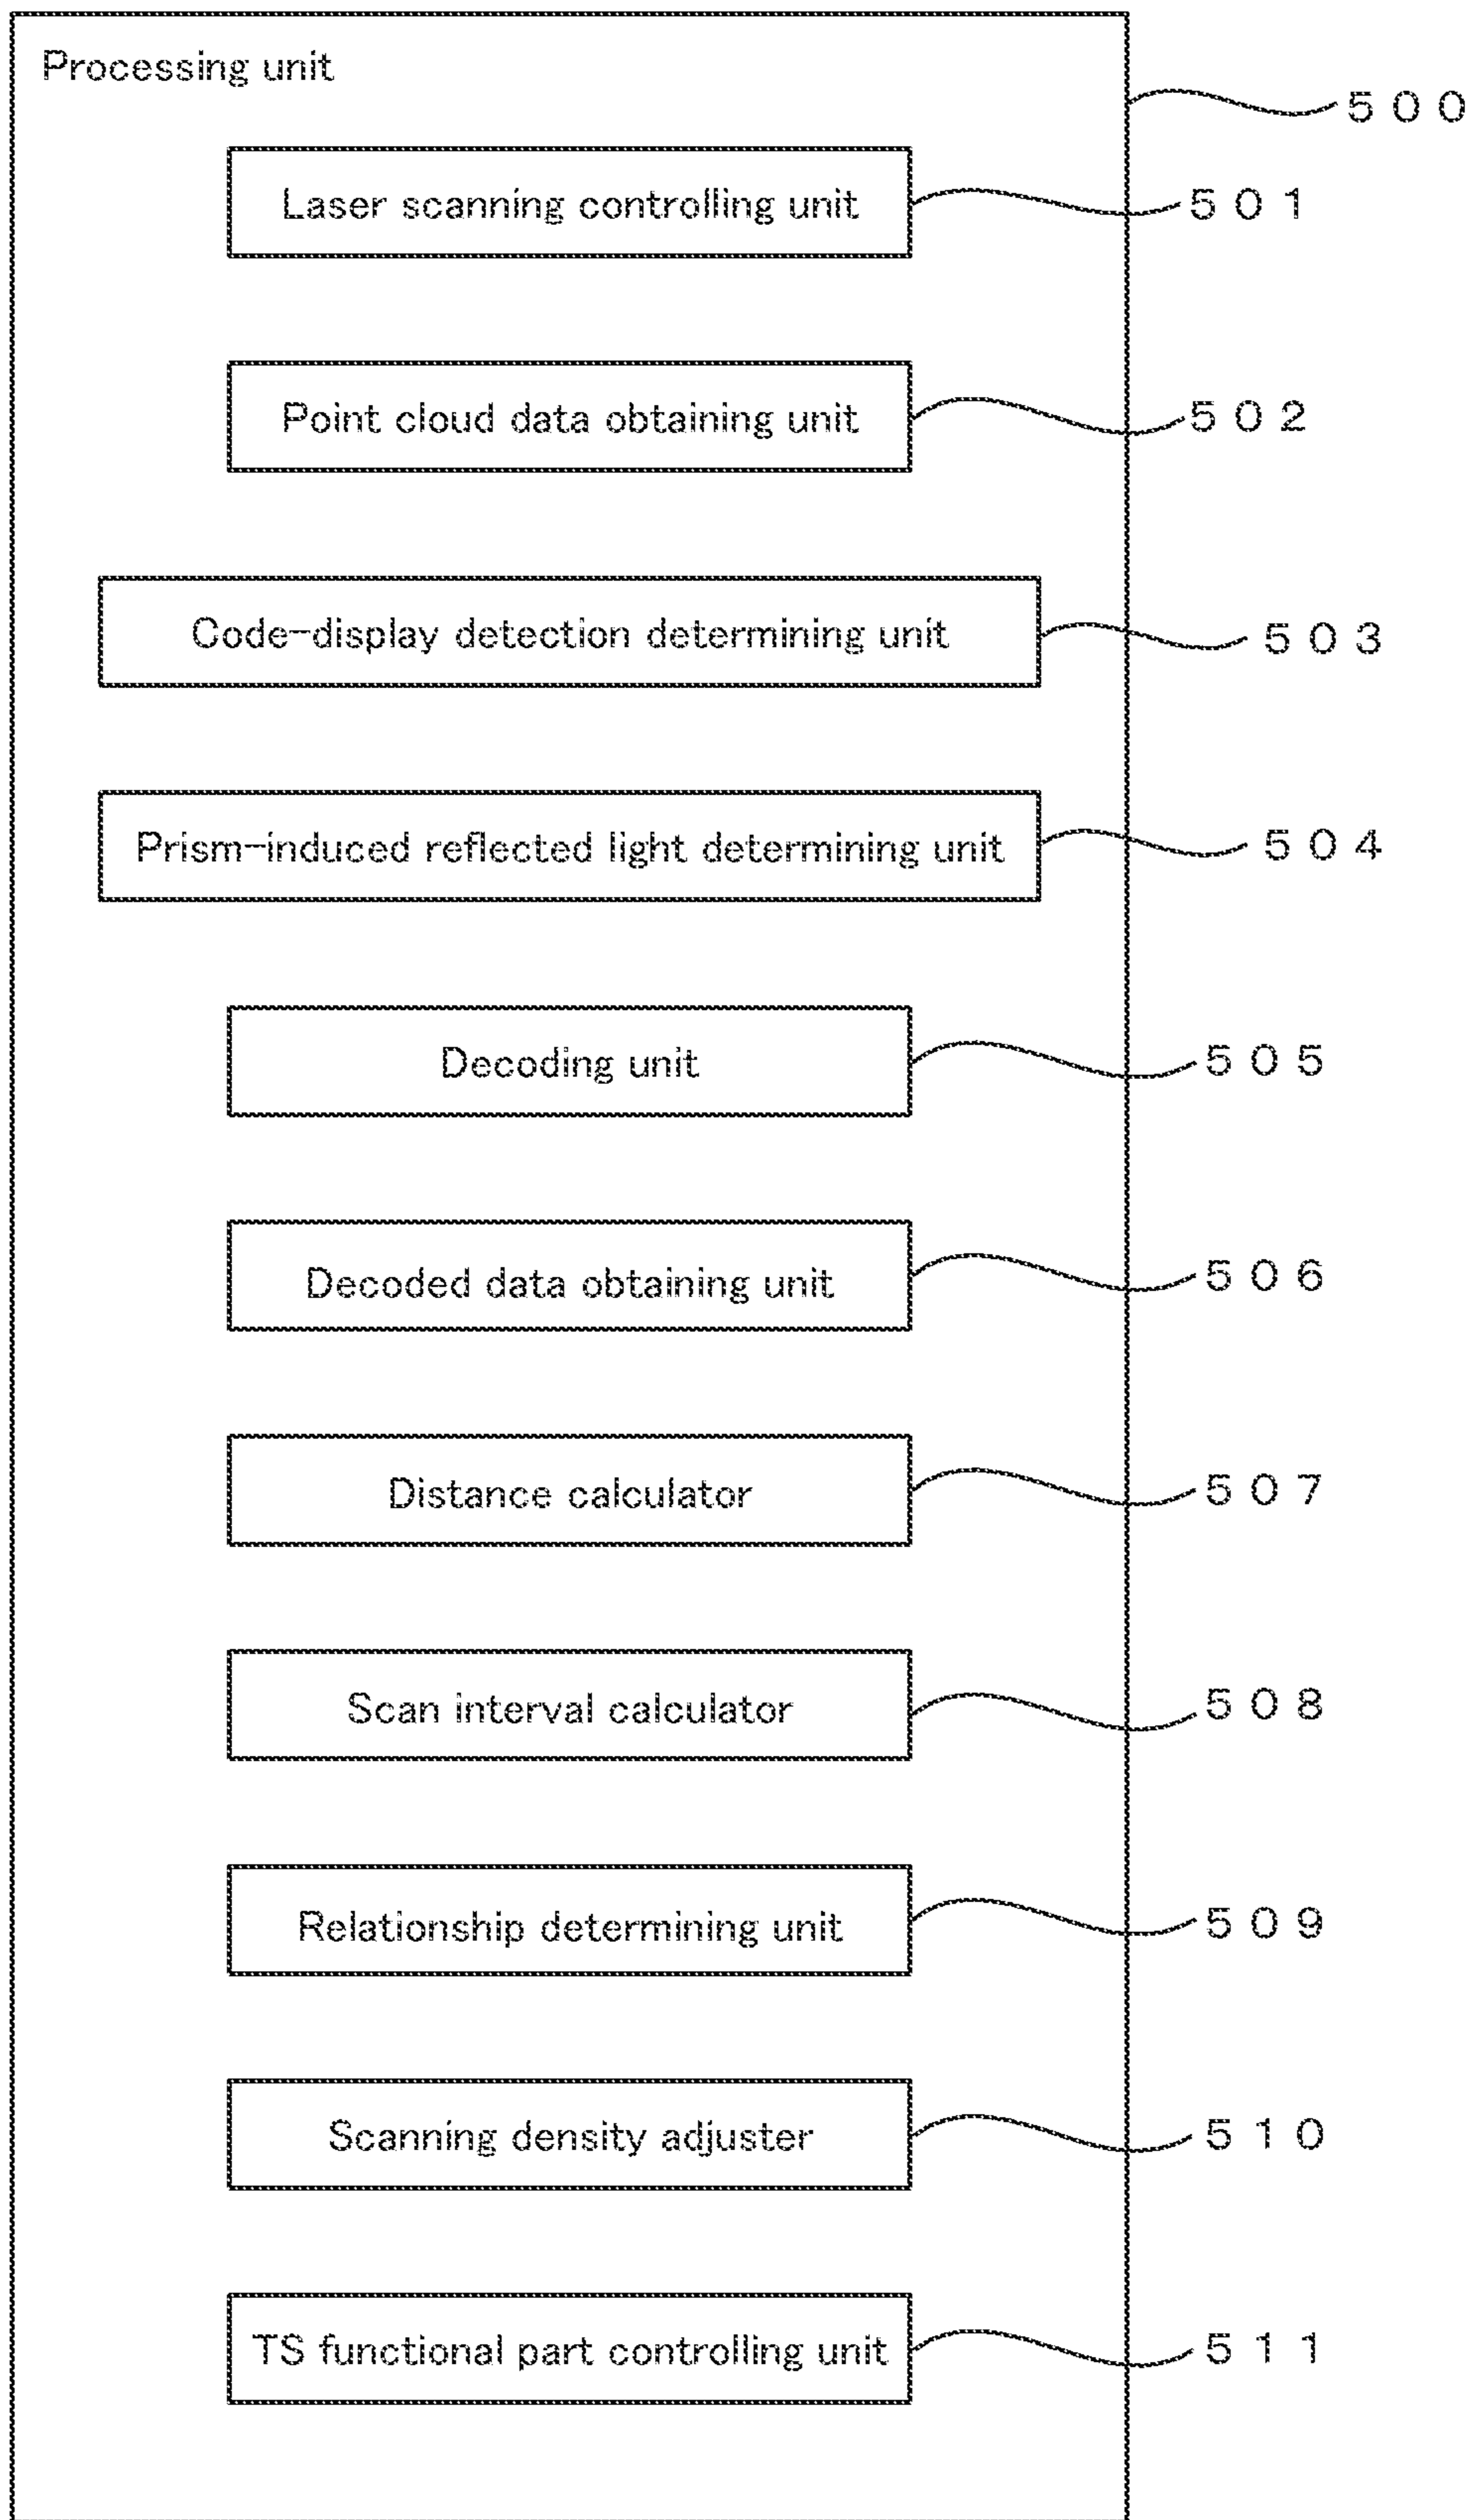 Processing unit
500
Laser scanning controlling unit
501
Point cloud data obtaining unit
502
Code-display detection determining unit
503
Prism-induced reflected light determining unit
504
Decoding unit
505
Decoded data obtaining unit
506
Distance calculator
507
Scan interval calculator
508
Relationship determining unit
509
Scanning density adjuster
510
TS functional part controlling unit
511